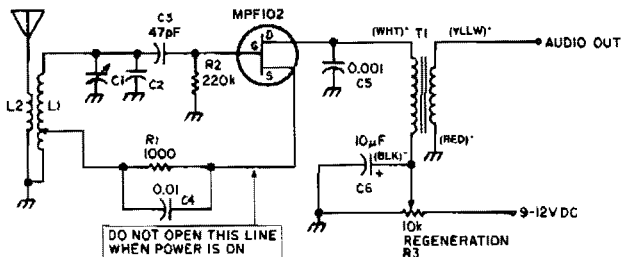 MPF102
C3
47pF
D
G
S
R2
220k
C1
C2
L2
L1
(WHT)*
T1
(YLLW)*
AUDIO OUT
0.001
C5
(RED)*
R1
1000
0.01
C4
10µF
(BLK)*
+
C6
DO NOT OPEN THIS LINE
WHEN POWER IS ON
10k
REGENERATION
R3
9-12V DC